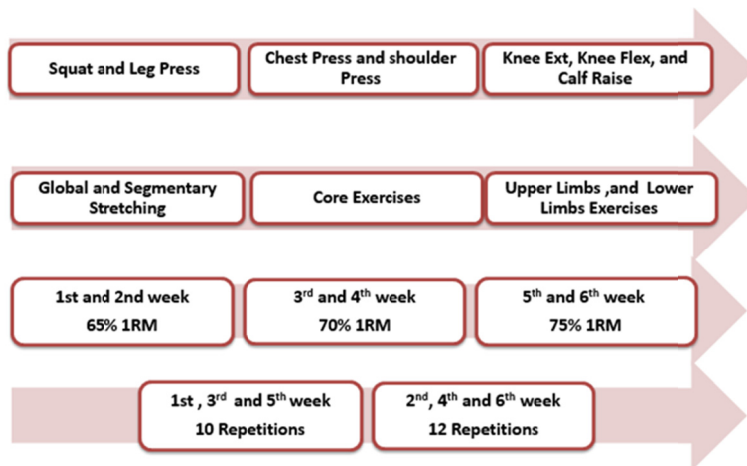 Squat and Leg Press
Chest Press and shoulder
Press
Knee Ext, Knee Flex, and
Calf Raise
Global and Segmentary
Stretching
Core Exercises
Upper Limbs ,and Lower
Limbs Exercises
1st and 2nd week
65% 1RM
3rd and 4th week
70% 1RM
5th and 6th week
75% 1RM
1st , 3rd and 5th week
10 Repetitions
2nd, 4th and 6th week
12 Repetitions